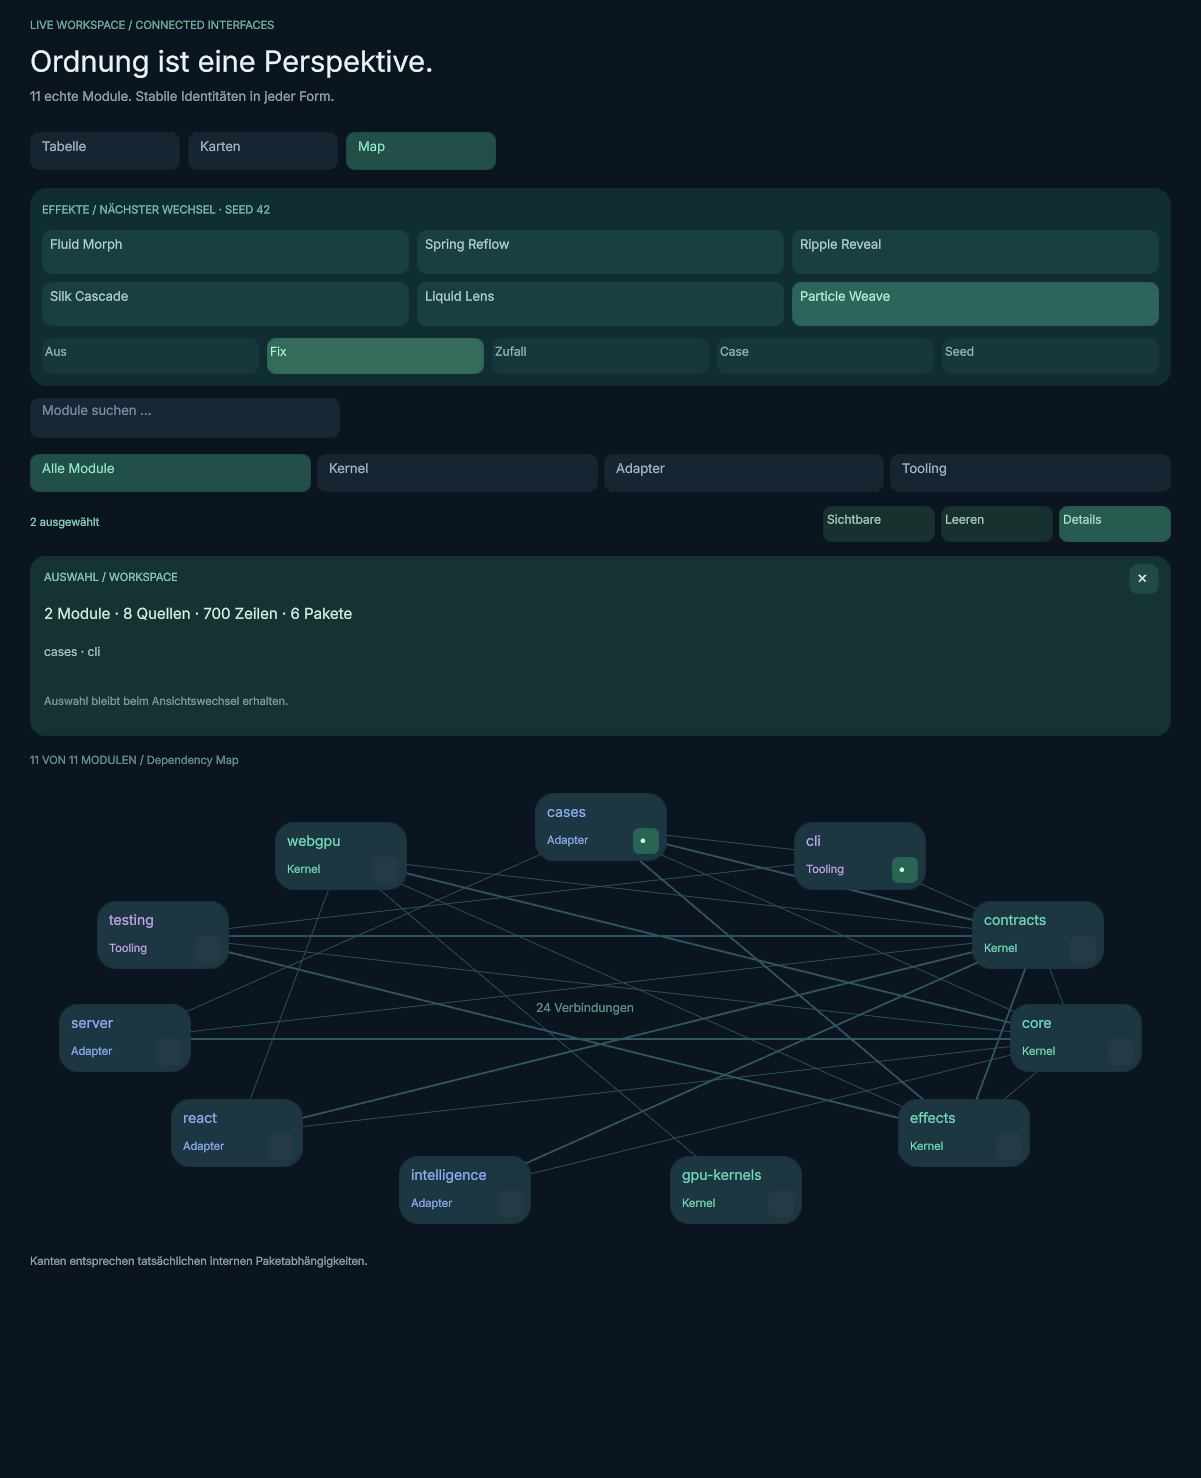 LIVE WORKSPACE / CONNECTED INTERFACES
Ordnung ist eine Perspektive.
11 echte Module. Stabile Identitäten in jeder Form.
Tabelle
Karten
Map
EFFEKTE / NÄCHSTER WECHSEL · SEED 42
Fluid Morph
Spring Reflow
Ripple Reveal
Silk Cascade
Liquid Lens
Particle Weave
Aus
Fix
Zufall
Case
Seed
Module suchen ...
Alle Module
Kernel
Adapter
Tooling
2 ausgewählt
Sichtbare
Leeren
Details
AUSWAHL / WORKSPACE
×
2 Module · 8 Quellen · 700 Zeilen · 6 Pakete
cases · cli
Auswahl bleibt beim Ansichtswechsel erhalten.
11 VON 11 MODULEN / Dependency Map
cases
Adapter
webgpu
Kernel
cli
Tooling
testing
Tooling
contracts
Kernel
24 Verbindungen
server
Adapter
core
Kernel
react
Adapter
effects
Kernel
intelligence
Adapter
gpu-kernels
Kernel
Kanten entsprechen tatsächlichen internen Paketabhängigkeiten.